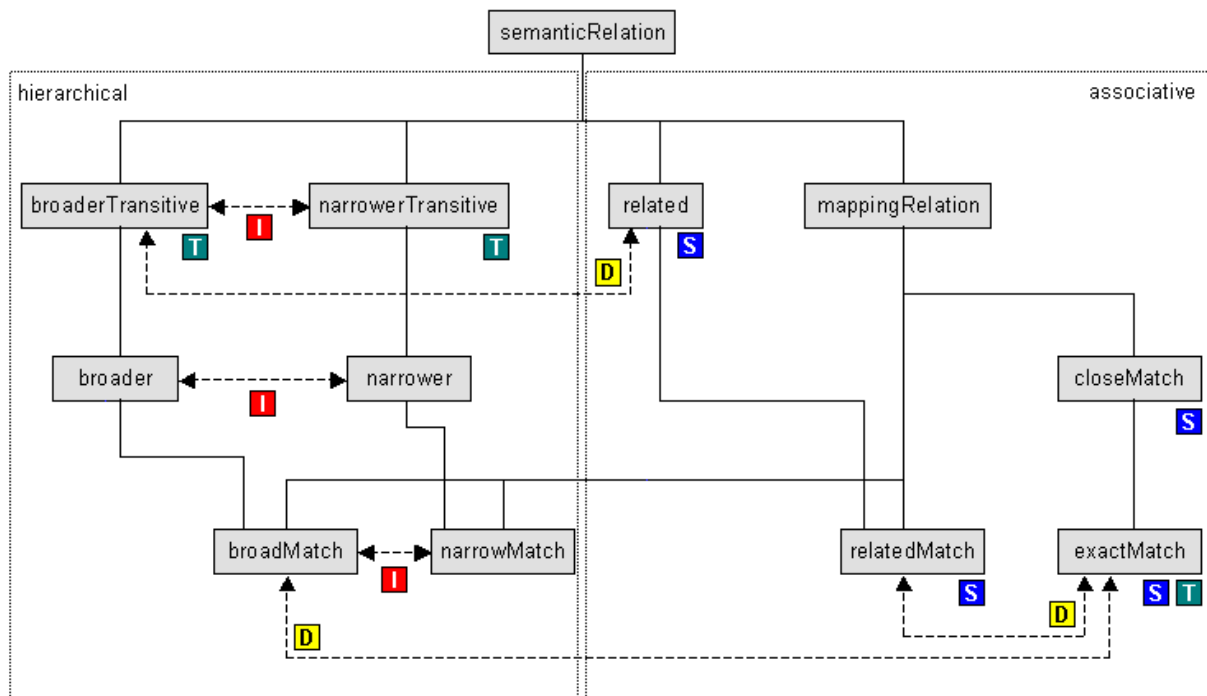 semanticRelation
hierarchical
associative
broaderTransitive
narrowerTransitive
related
mappingRelation
I
T
T
S
D
broader
narrower
closeMatch
I
S
broadMatch
narrowMatch
relatedMatch
exactMatch
I
S
S
T
D
D